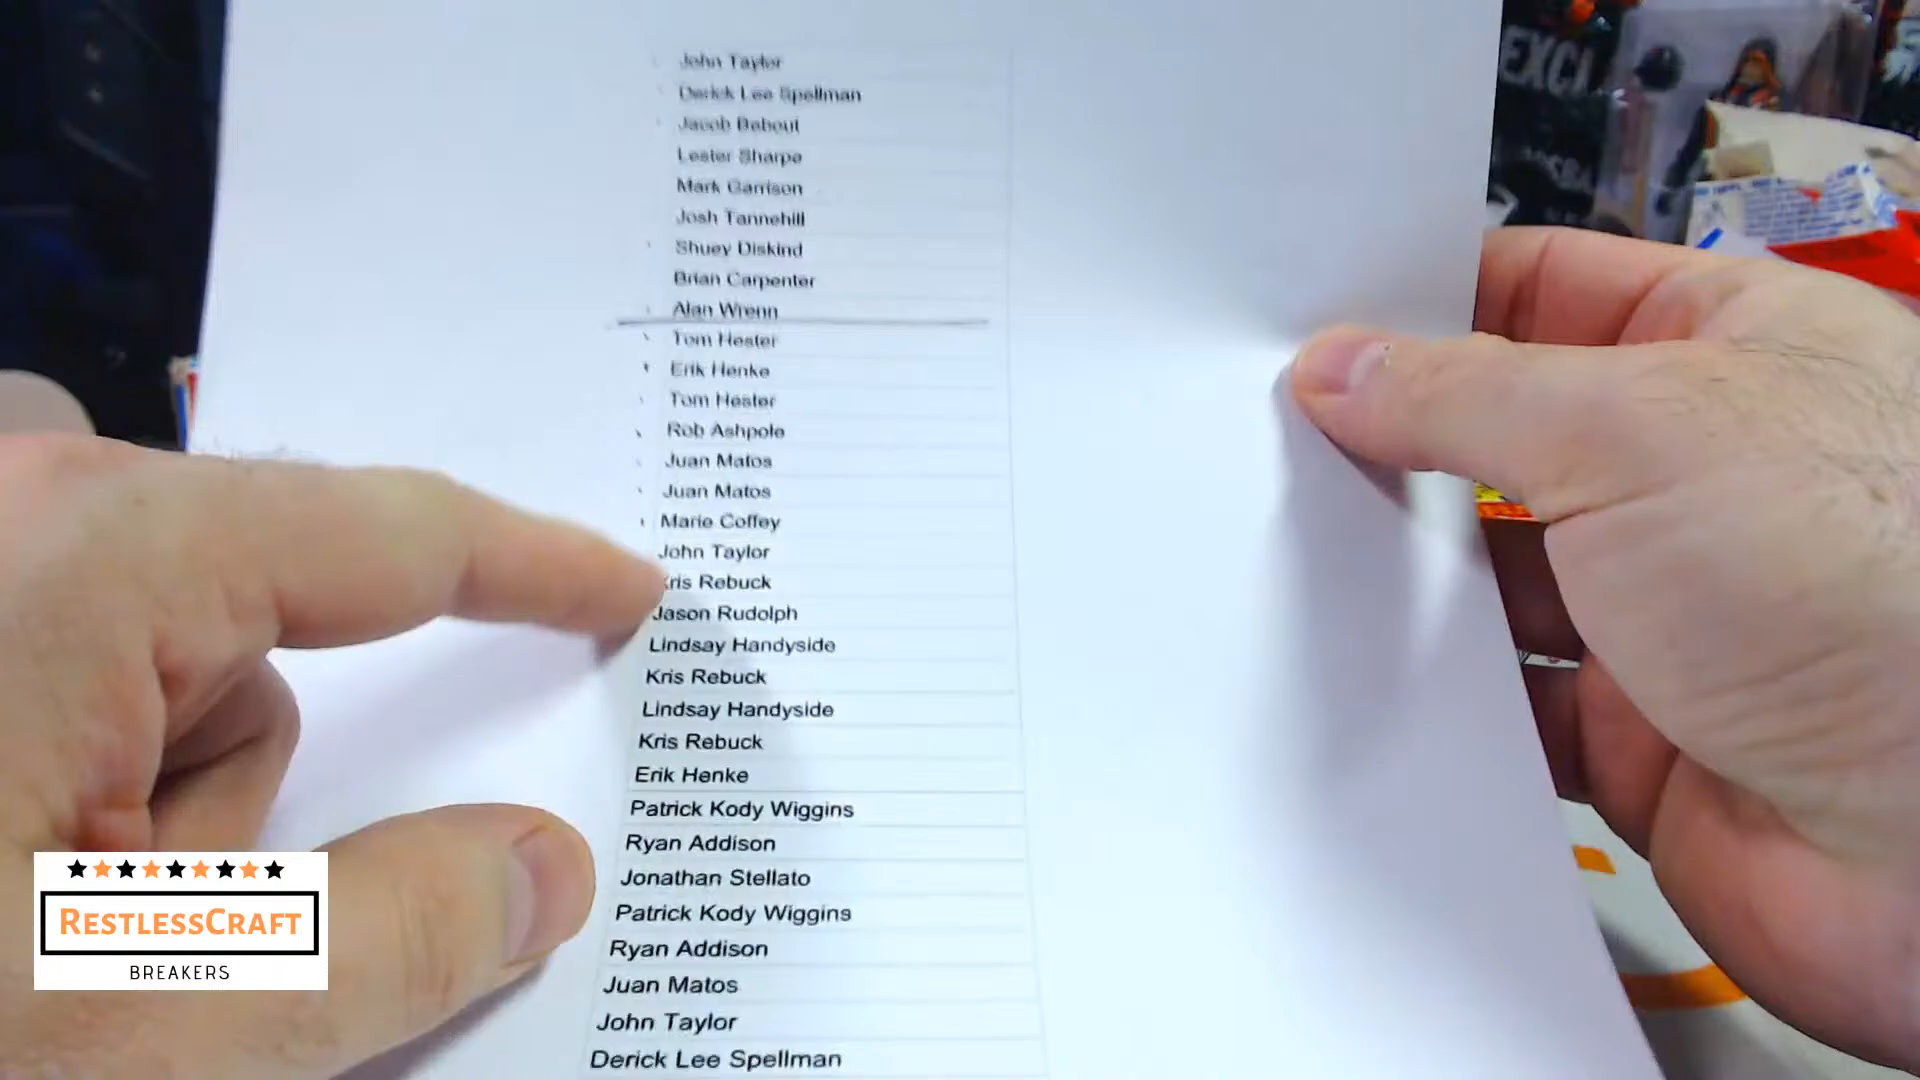 John Taylor
Derick Lee Spellman
Jacob Bebout
Lester Sharpe
Mark Garrison
Josh Tannehill
Shuey Diskind
Brian Carpenter
Alan Wrenn
Tom Hester
Erik Henke
Tom Hester
Rob Ashpole
Juan Matos
Juan Matos
Marie Coffey
John Taylor
Kris Rebuck
Jason Rudolph
Lindsay Handyside
Kris Rebuck
Lindsay Handyside
Kris Rebuck
Erik Henke
Patrick Kody Wiggins
Ryan Addison
Jonathan Stellato
Patrick Kody Wiggins
Ryan Addison
Juan Matos
John Taylor
Derick Lee Spellman
RESTLESSCRAFT
BREAKERS